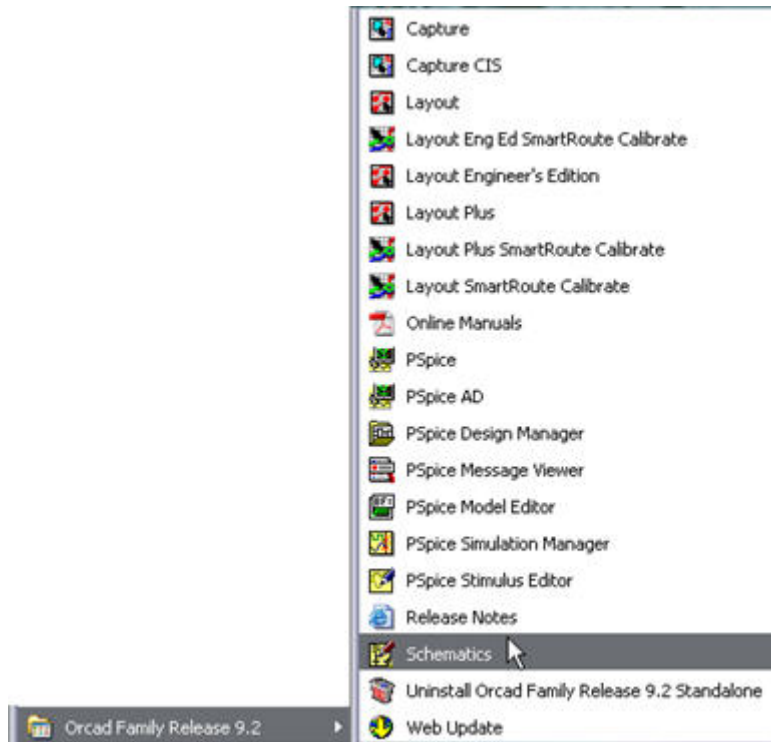 Capture
Capture CIS
Layout
Layout Eng Ed SmartRoute Calibrate
Layout Engineer's Edition
Layout Plus
Layout Plus SmartRoute Calibrate
Layout SmartRoute Calibrate
Online Manuals
PSpice
PSpice AD
PSpice Design Manager
PSpice Message Viewer
PSpice Model Editor
PSpice Simulation Manager
PSpice Stimulus Editor
Release Notes
Schematics
Uninstall Orcad Family Release 9.2 Standalone
Orcad Family Release 9.2
Web Update